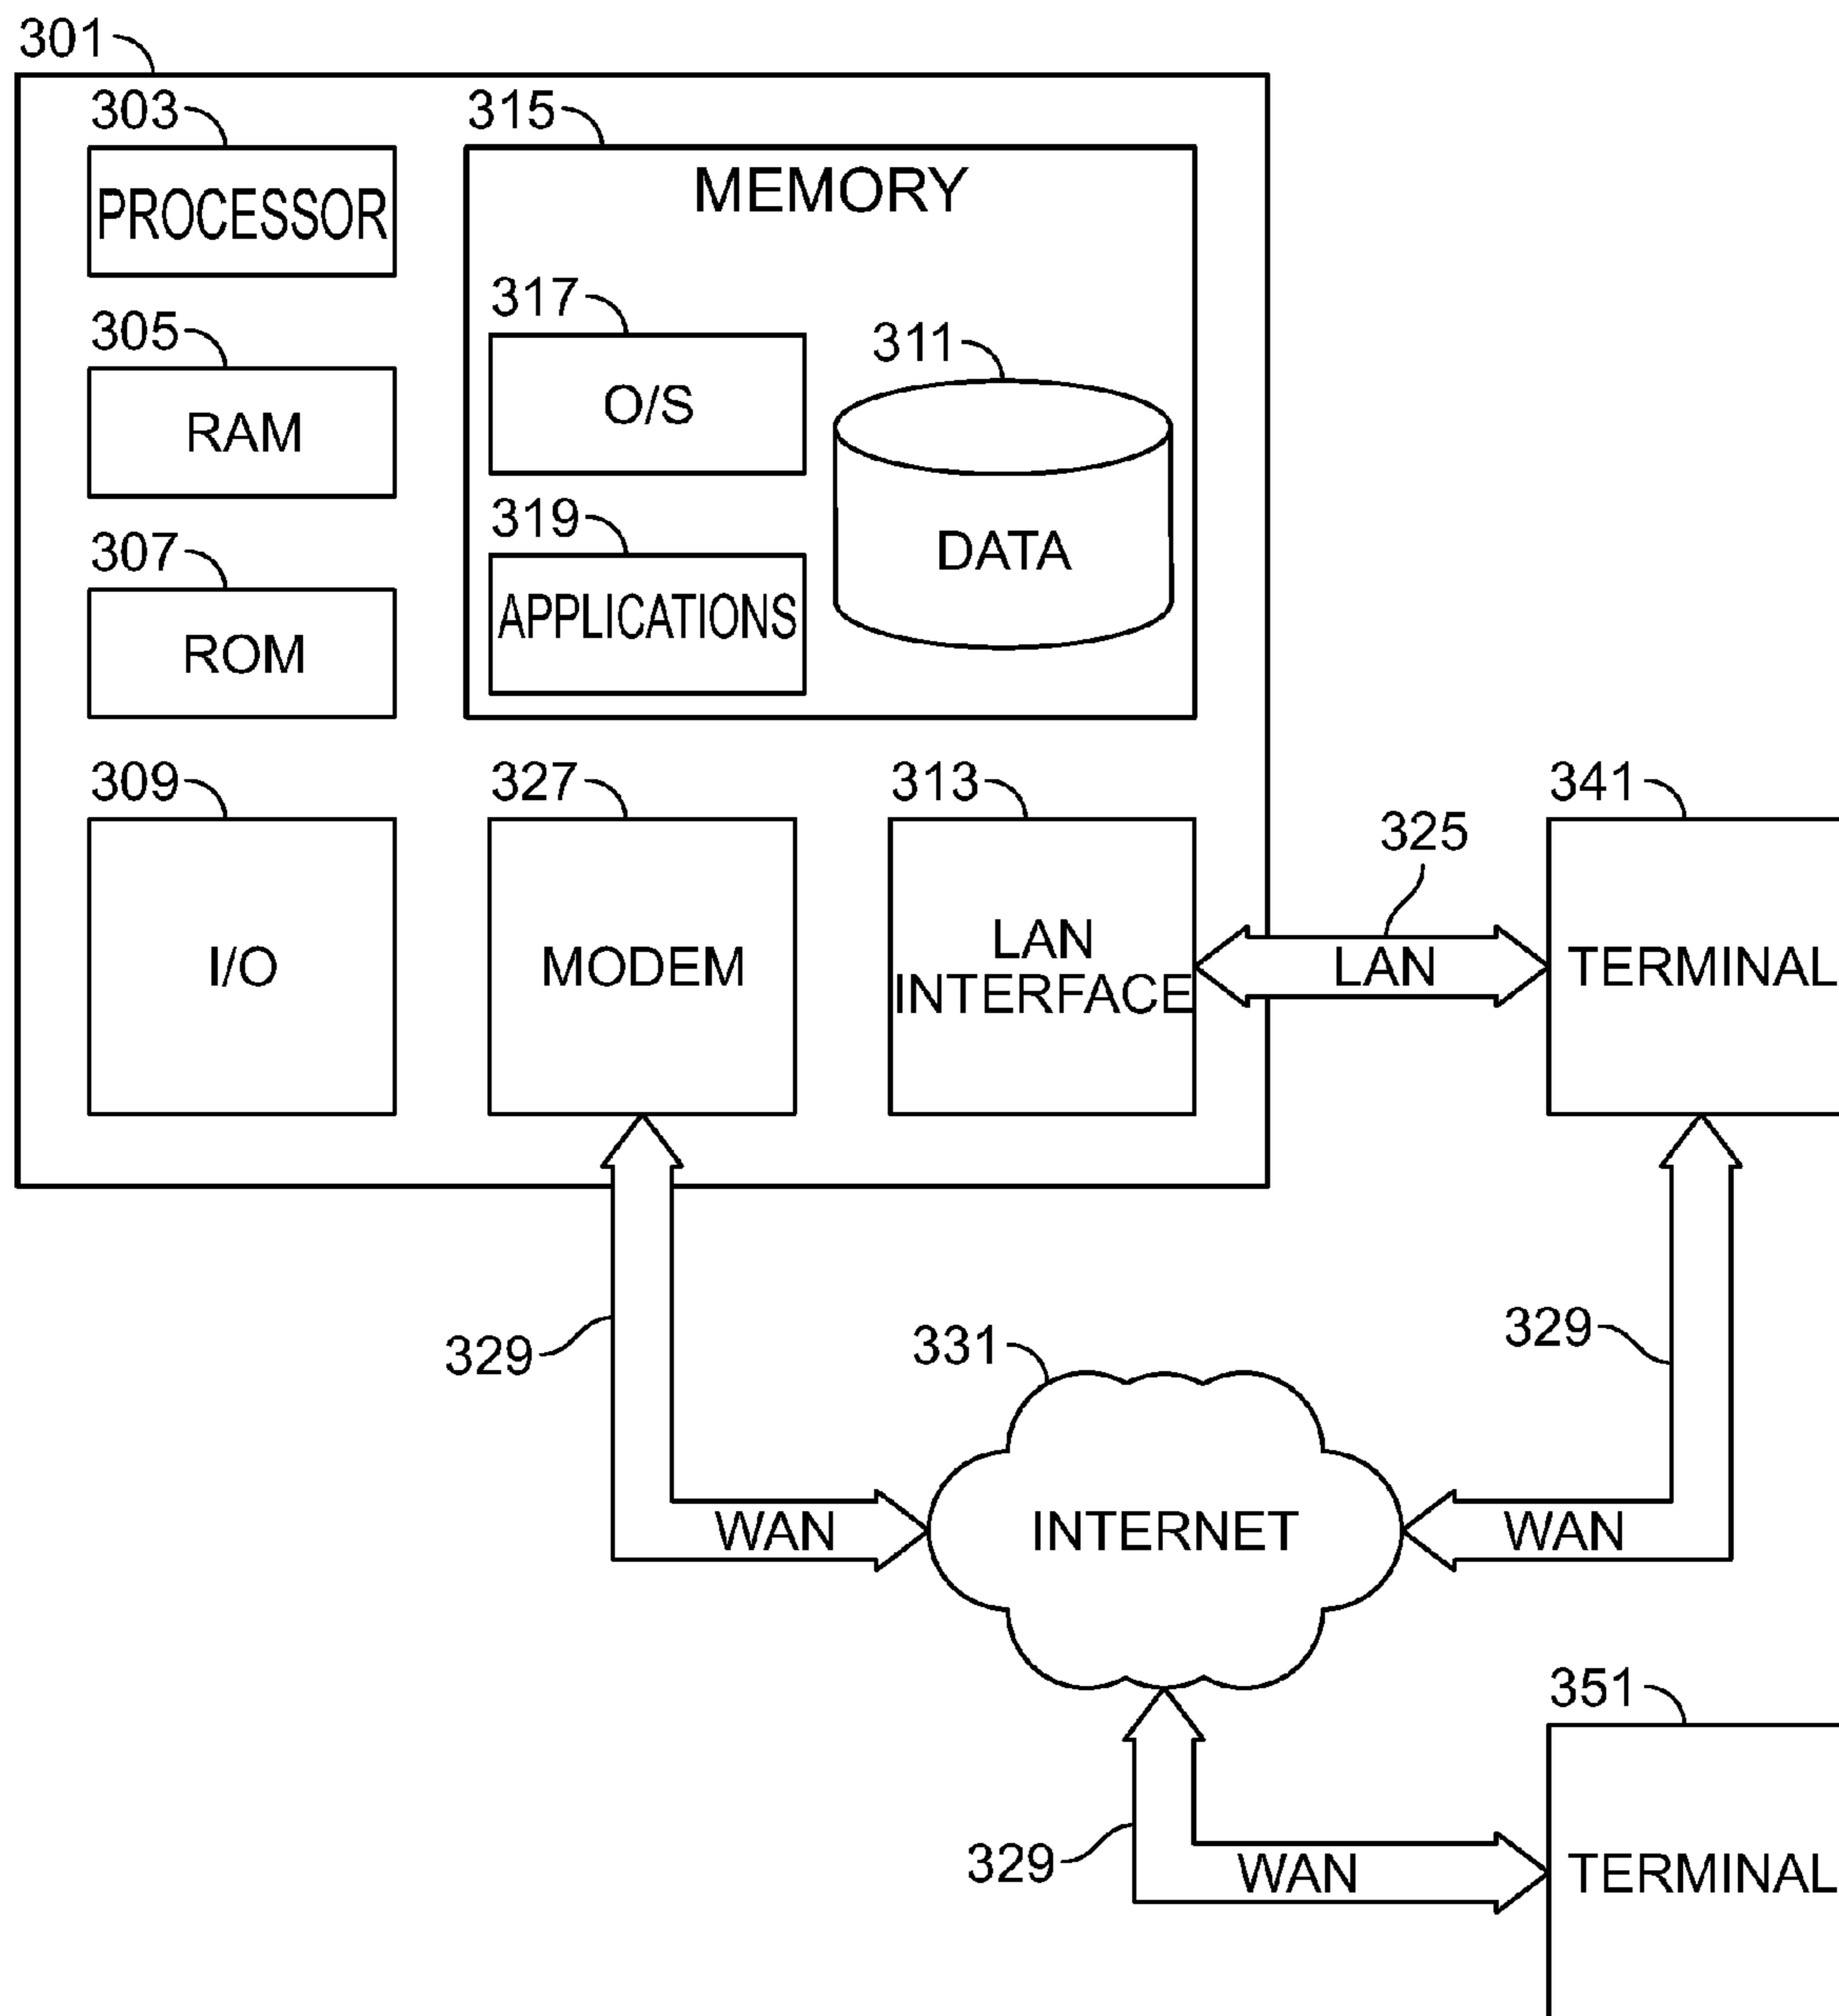 301
303
315
PROCESSOR
MEMORY
305
317
311
RAM
O/S
307
319
DATA
ROM
APPLICATIONS
309
327
313
341
325
I/O
MODEM
LAN
INTERFACE
LAN
TERMINAL
329
331
329
WAN
INTERNET
WAN
351
329
WAN
TERMINAL